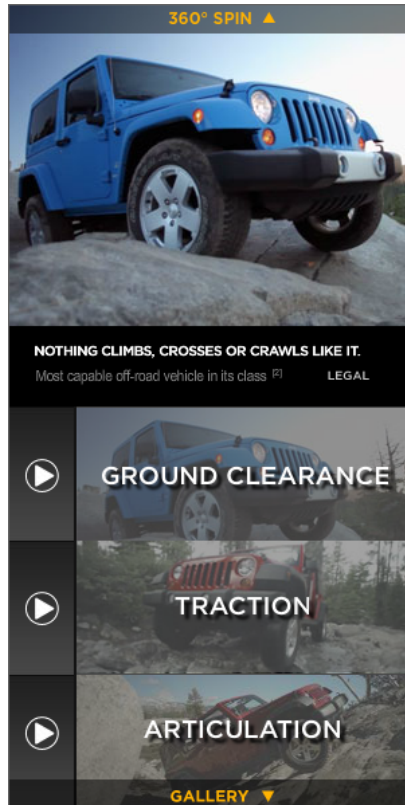 360° SPIN ▲
NOTHING CLIMBS, CROSSES OR CRAWLS LIKE IT.
Most capable off-road vehicle in its class [2] LEGAL
GROUND CLEARANCE
TRACTION
ARTICULATION
GALLERY ▼